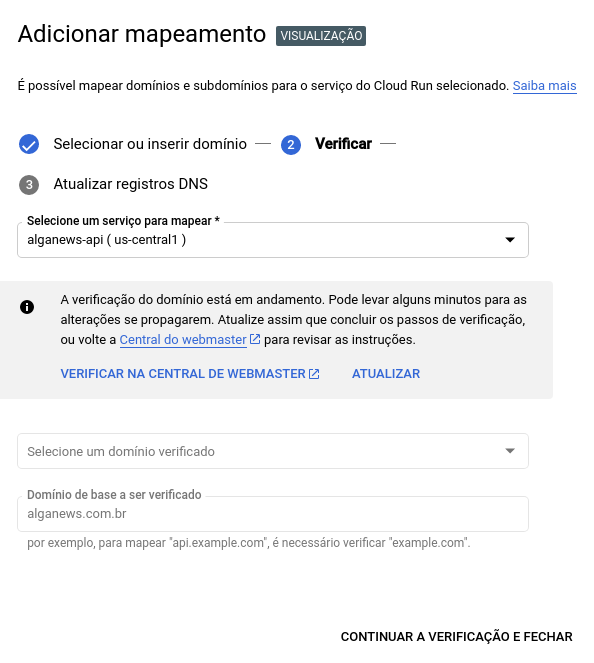 Adicionar mapeamento VISUALIZAÇÃO
É possível mapear domínios e subdomínios para o serviço do Cloud Run selecionado. Saiba mais
Selecionar ou inserir domínio — 2 Verificar —
3 Atualizar registros DNS
Selecione um serviço para mapear *
alganews-api ( us-central1 )
A verificação do domínio está em andamento. Pode levar alguns minutos para as
alterações se propagarem. Atualize assim que concluir os passos de verificação,
ou volte a Central do webmaster para revisar as instruções.
VERIFICAR NA CENTRAL DE WEBMASTER ATUALIZAR
Selecione um domínio verificado
Domínio de base a ser verificado
alganews.com.br
por exemplo, para mapear "api.example.com", é necessário verificar "example.com".
CONTINUAR A VERIFICAÇÃO E FECHAR